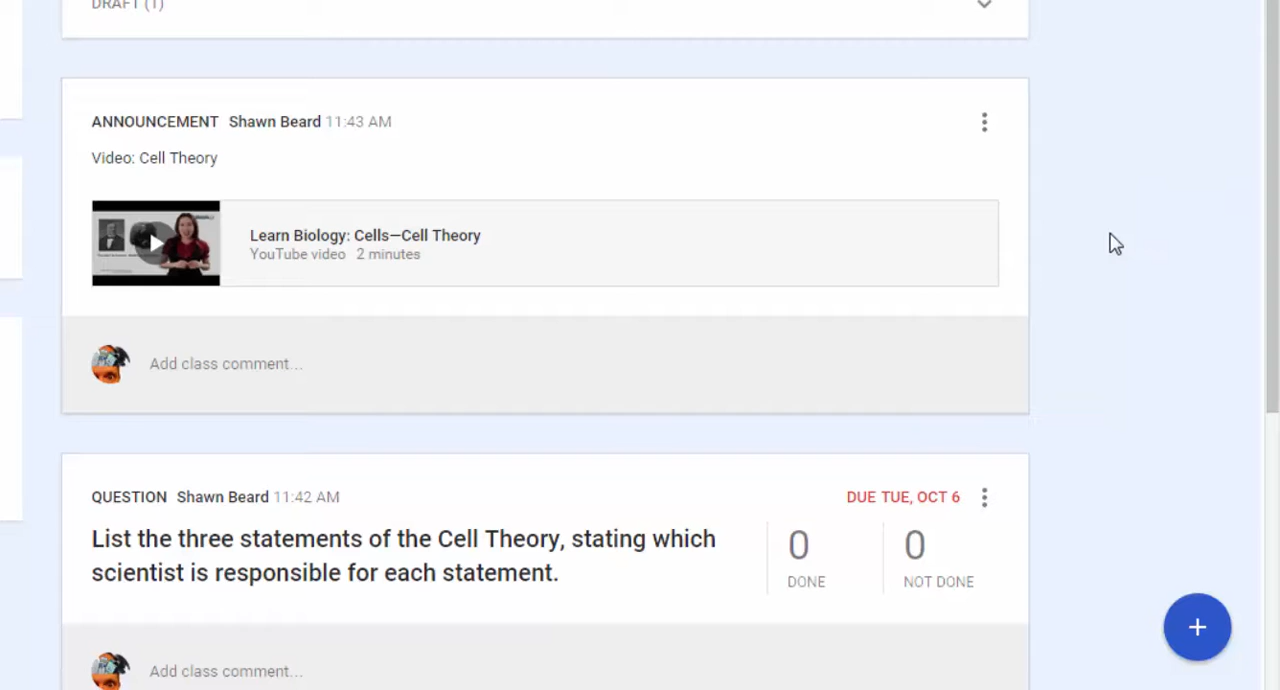 DRAFT (1)
ANNOUNCEMENT Shawn Beard 11:43 AM
Video: Cell Theory
Learn Biology: Cells—Cell Theory
YouTube video 2 minutes
Add class comment...
QUESTION Shawn Beard 11:42 AM DUE TUE, OCT 6
List the three statements of the Cell Theory, stating which
scientist is responsible for each statement.
0 0
DONE NOT DONE
Add class comment...